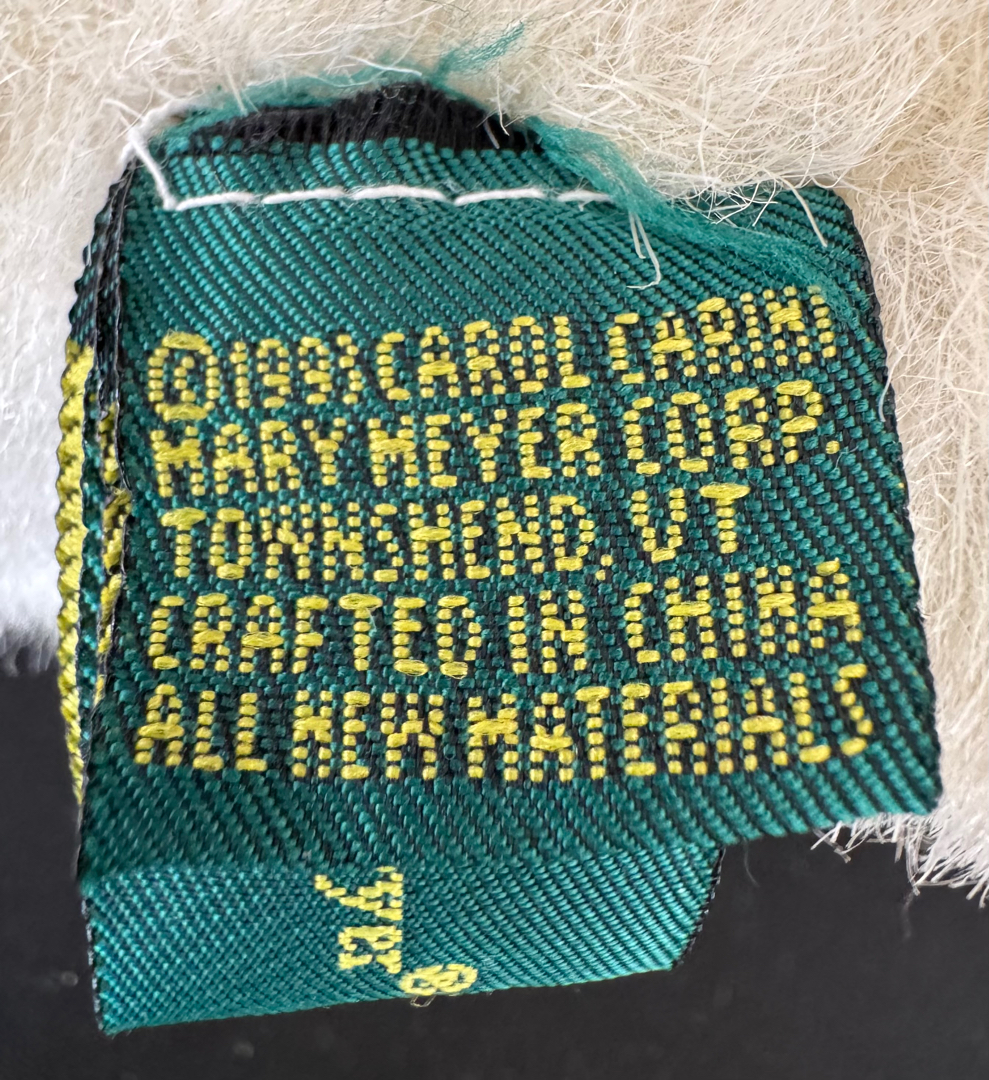 ©1993 CAROL CARINI
MARY MEYER CORP.
TOWNSHEND, VT
CRAFTED IN CHINA
ALL NEW MATERIALS